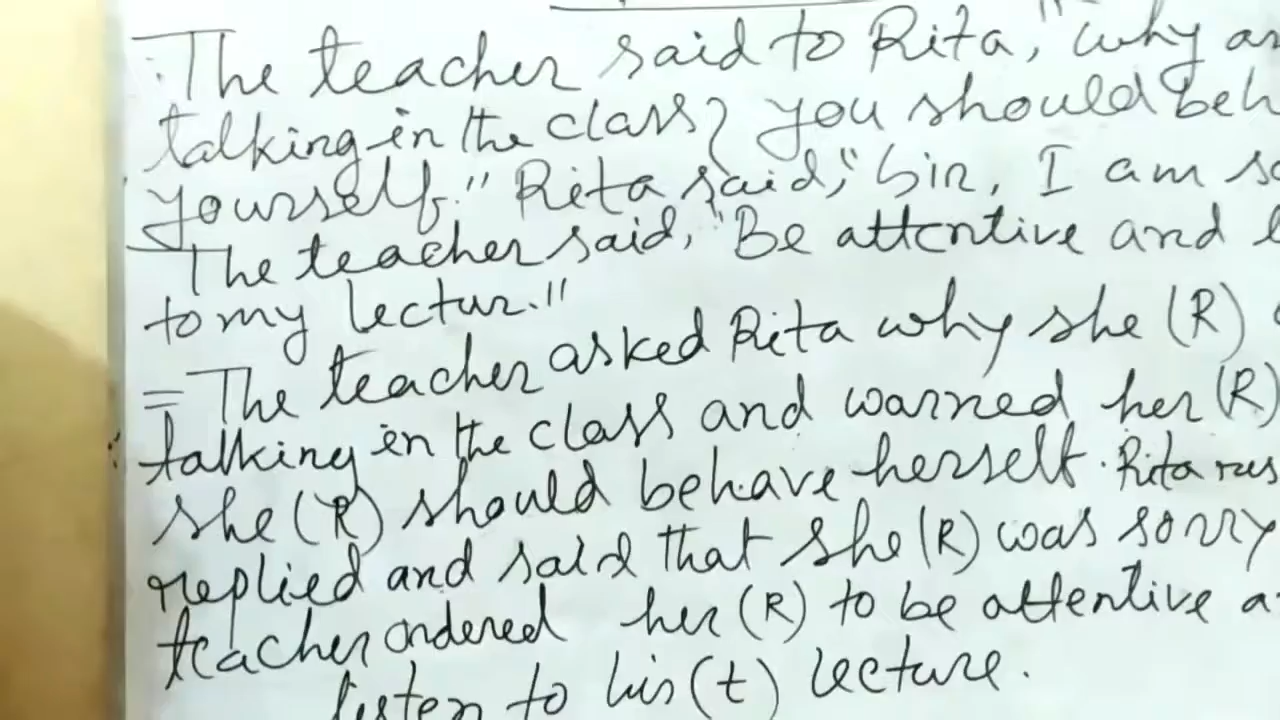 The teacher said to Rita, "Why
talking in the class? You should
yourself." Rita said, "Sir, I am
The teacher said, "Be attentive and
to my lectur."
= The teacher asked Rita why she (R)
talking in the class and warned her (R)
she (R) should behave herself. Rita
replied and said that she (R) was sorry
teacher ordered her (R) to be attentive
listen to his (t) lecture.